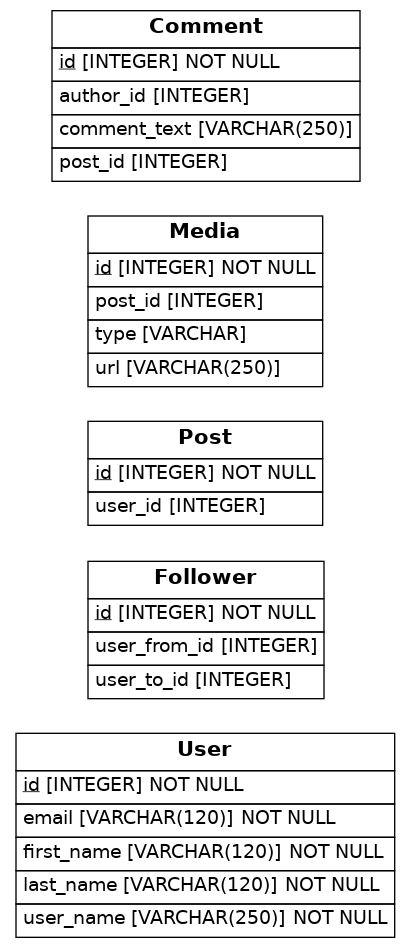 Comment
id [INTEGER] NOT NULL
author_id [INTEGER]
comment_text [VARCHAR(250)]
post_id [INTEGER]
Media
id [INTEGER] NOT NULL
post_id [INTEGER]
type [VARCHAR]
url [VARCHAR(250)]
Post
id [INTEGER] NOT NULL
user_id [INTEGER]
Follower
id [INTEGER] NOT NULL
user_from_id [INTEGER]
user_to_id [INTEGER]
User
id [INTEGER] NOT NULL
email [VARCHAR(120)] NOT NULL
first_name [VARCHAR(120)] NOT NULL
last_name [VARCHAR(120)] NOT NULL
user_name [VARCHAR(250)] NOT NULL